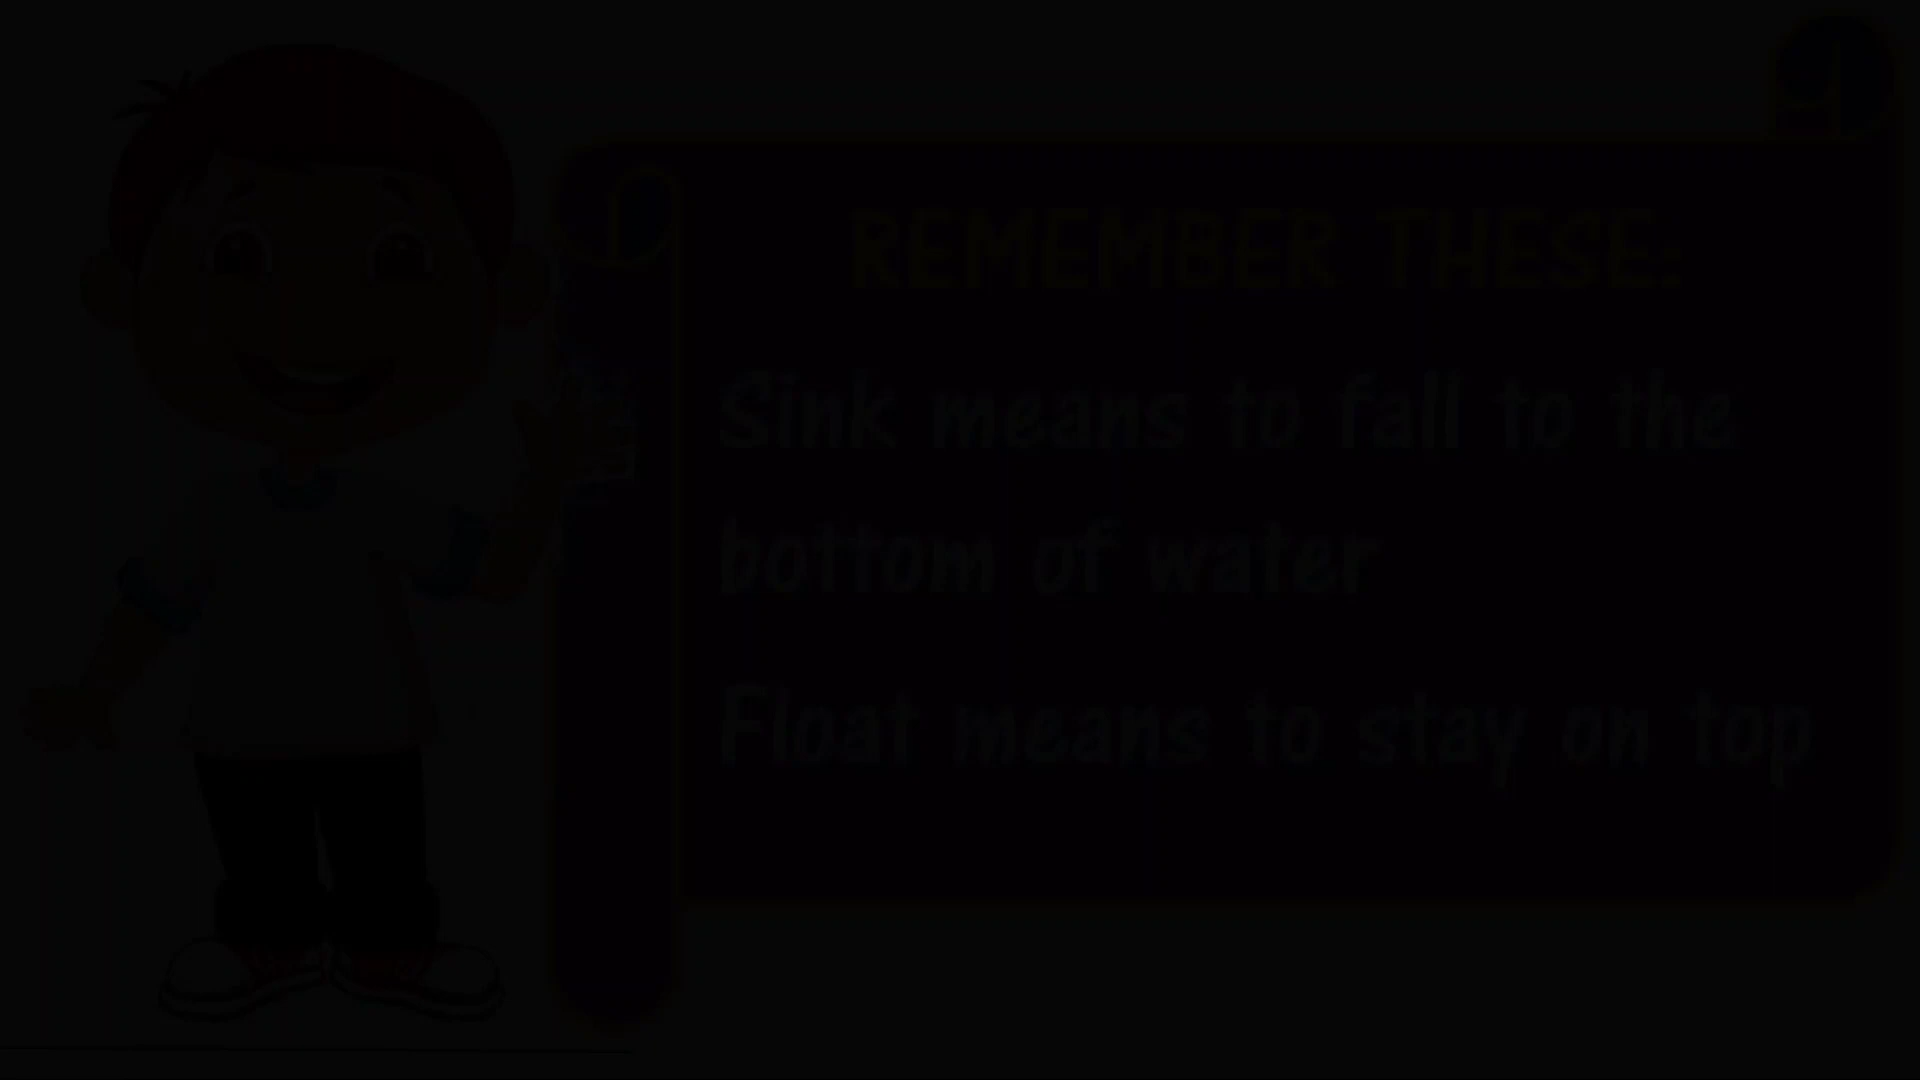 REMEMBER THESE:
Sink means to fall to the
bottom of water
Float means to stay on top